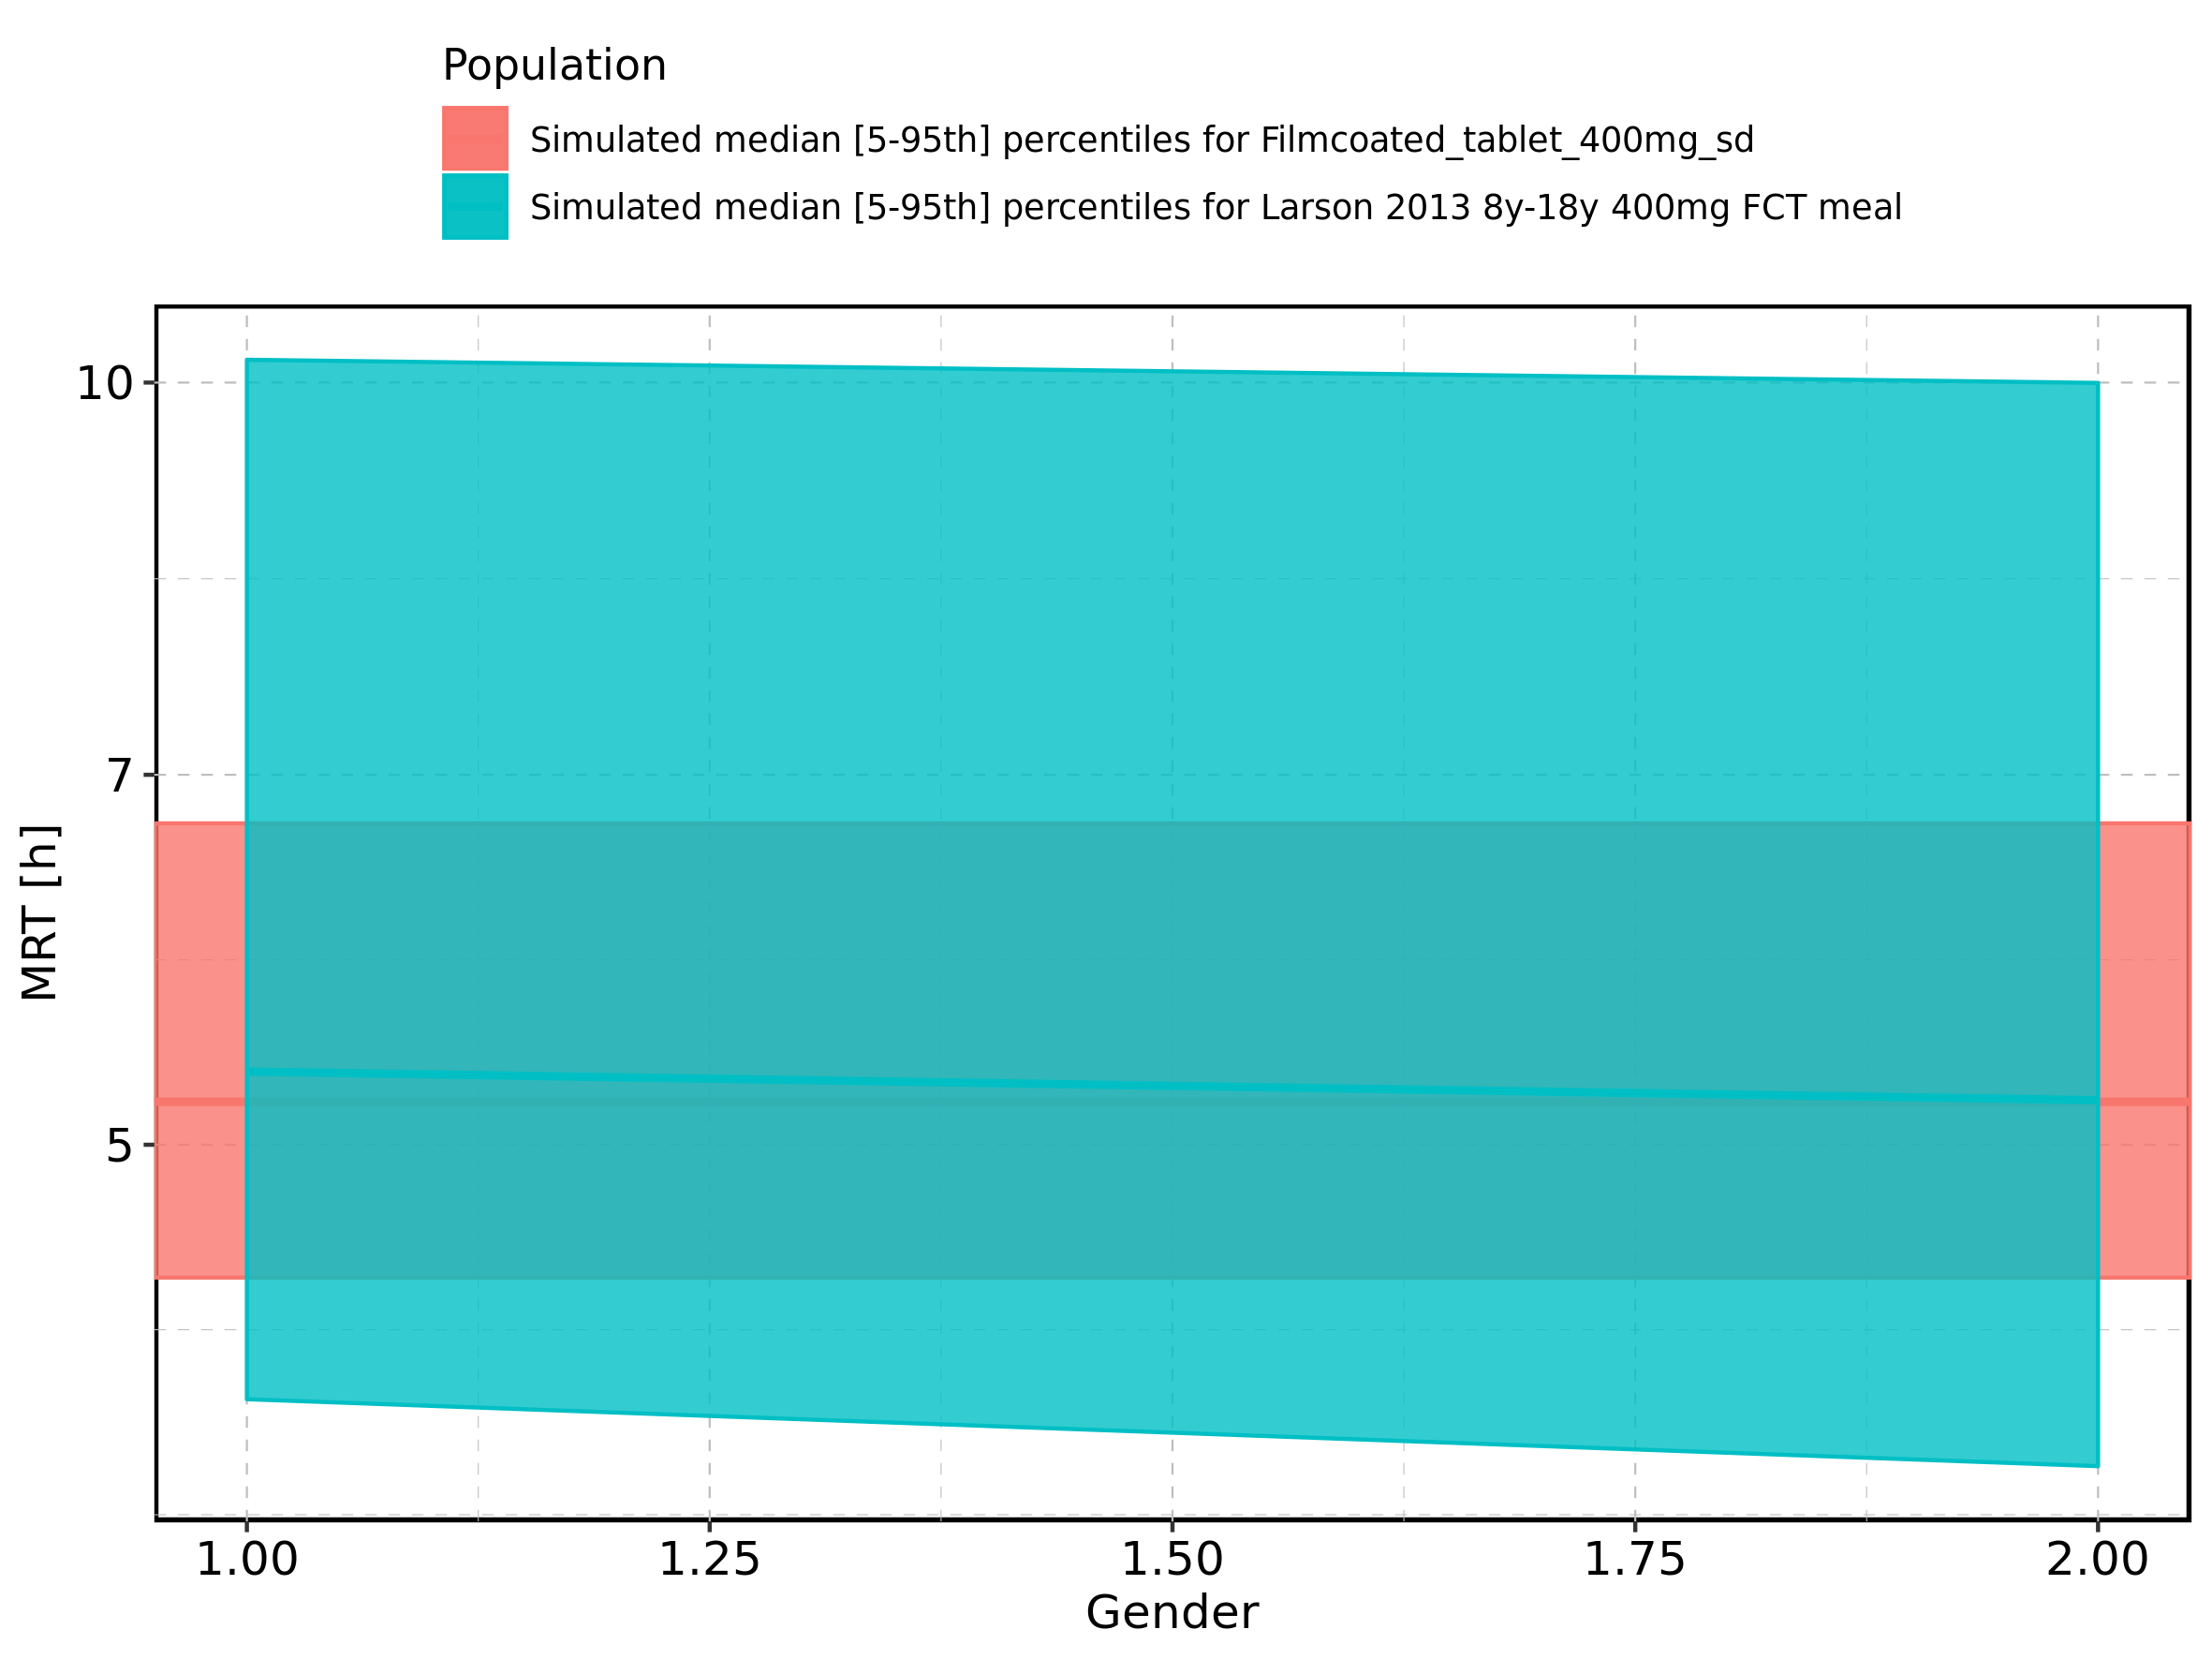 Population
Simulated median [5-95th] percentiles for Filmcoated_tablet_400mg_sd
Simulated median [5-95th] percentiles for Larson 2013 8y-18y 400mg FCT meal
10
7
5
MRT [h]
1.00 1.25 1.50 1.75 2.00
Gender